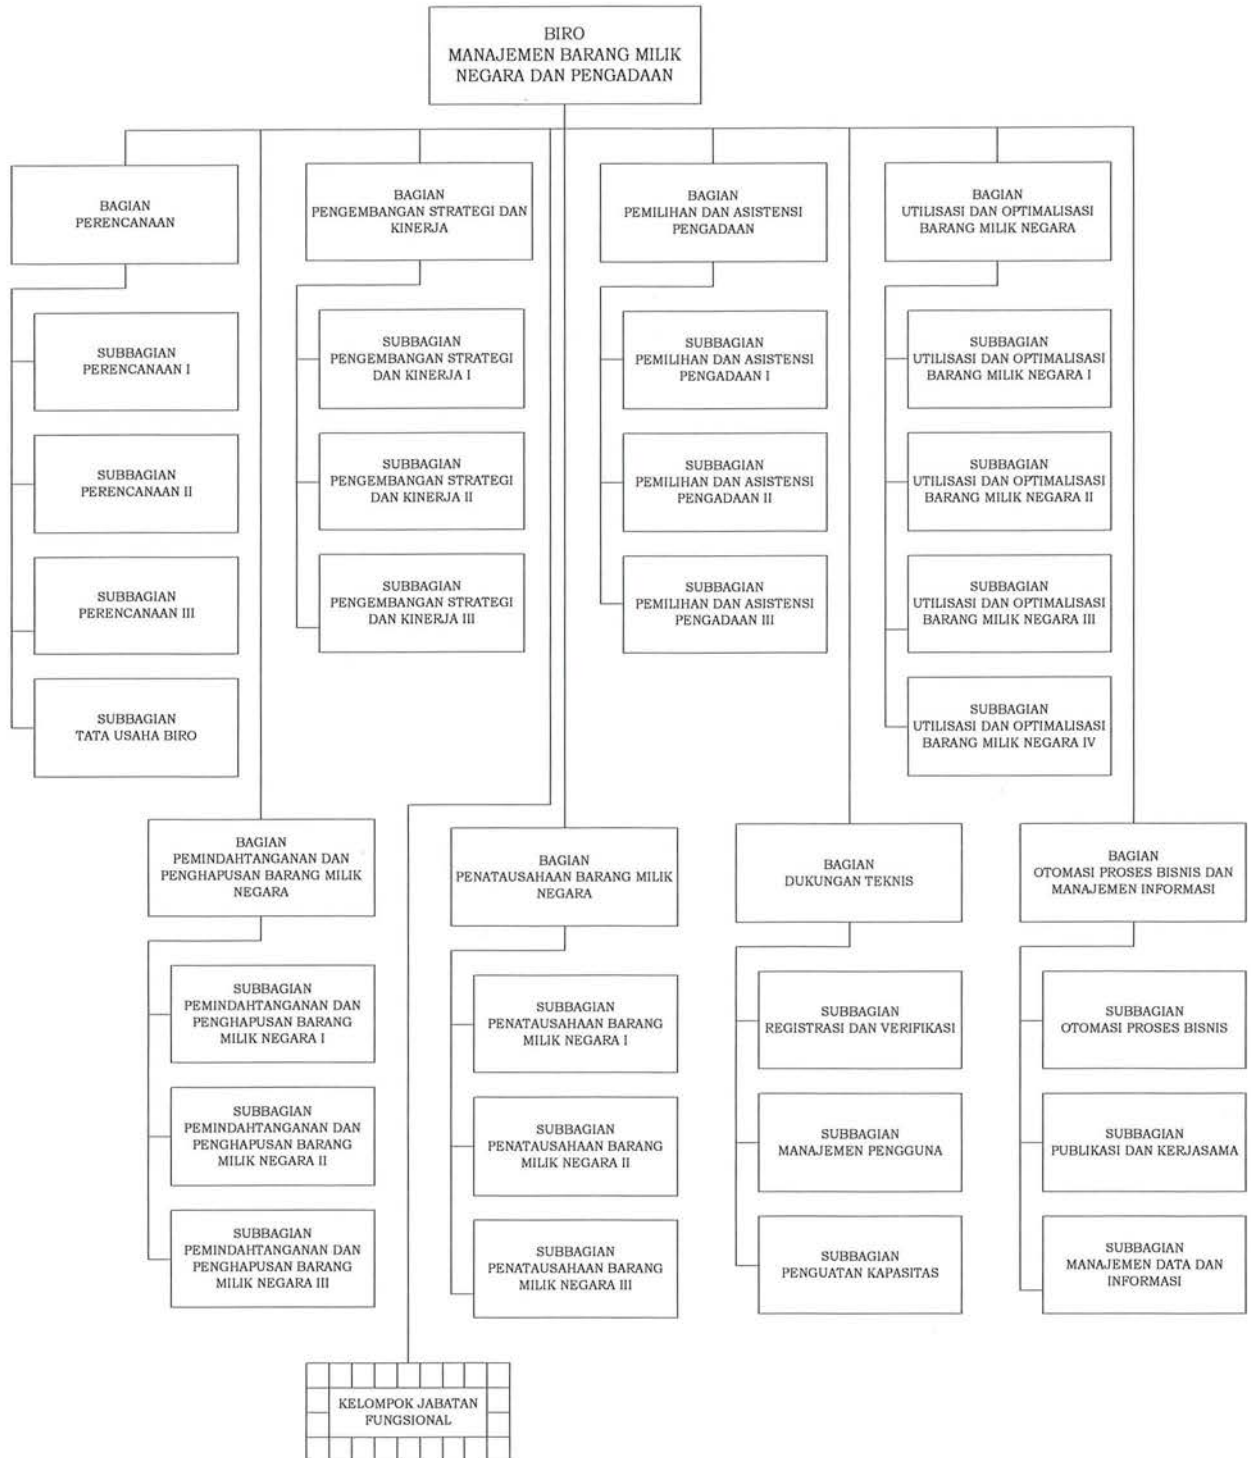 BIRO
MANAJEMEN BARANG MILIK
NEGARA DAN PENGADAAN
BAGIAN
PERENCANAAN
BAGIAN
PENGEMBANGAN STRATEGI DAN
KINERJA
BAGIAN
PEMILIHAN DAN ASISTENSI
PENGADAAN
BAGIAN
UTILISASI DAN OPTIMALISASI
BARANG MILIK NEGARA
SUBBAGIAN
PERENCANAAN I
SUBBAGIAN
PENGEMBANGAN STRATEGI
DAN KINERJA I
SUBBAGIAN
PEMILIHAN DAN ASISTENSI
PENGADAAN I
SUBBAGIAN
UTILISASI DAN OPTIMALISASI
BARANG MILIK NEGARA I
SUBBAGIAN
PERENCANAAN II
SUBBAGIAN
PENGEMBANGAN STRATEGI
DAN KINERJA II
SUBBAGIAN
PEMILIHAN DAN ASISTENSI
PENGADAAN II
SUBBAGIAN
UTILISASI DAN OPTIMALISASI
BARANG MILIK NEGARA II
SUBBAGIAN
PERENCANAAN III
SUBBAGIAN
PENGEMBANGAN STRATEGI
DAN KINERJA III
SUBBAGIAN
PEMILIHAN DAN ASISTENSI
PENGADAAN III
SUBBAGIAN
UTILISASI DAN OPTIMALISASI
BARANG MILIK NEGARA III
SUBBAGIAN
TATA USAHA BIRO
SUBBAGIAN
UTILISASI DAN OPTIMALISASI
BARANG MILIK NEGARA IV
BAGIAN
PEMINDAHTANGANAN DAN
PENGHAPUSAN BARANG MILIK
NEGARA
BAGIAN
PENATAUSAHAAN BARANG MILIK
NEGARA
BAGIAN
DUKUNGAN TEKNIS
BAGIAN
OTOMASI PROSES BISNIS DAN
MANAJEMEN INFORMASI
SUBBAGIAN
PEMINDAHTANGANAN DAN
PENGHAPUSAN BARANG
MILIK NEGARA I
SUBBAGIAN
PENATAUSAHAAN BARANG
MILIK NEGARA I
SUBBAGIAN
REGISTRASI DAN VERIFIKASI
SUBBAGIAN
OTOMASI PROSES BISNIS
SUBBAGIAN
PEMINDAHTANGANAN DAN
PENGHAPUSAN BARANG
MILIK NEGARA II
SUBBAGIAN
PENATAUSAHAAN BARANG
MILIK NEGARA II
SUBBAGIAN
MANAJEMEN PENGGUNA
SUBBAGIAN
PUBLIKASI DAN KERJASAMA
SUBBAGIAN
PEMINDAHTANGANAN DAN
PENGHAPUSAN BARANG
MILIK NEGARA III
SUBBAGIAN
PENATAUSAHAAN BARANG
MILIK NEGARA III
SUBBAGIAN
PENGUATAN KAPASITAS
SUBBAGIAN
MANAJEMEN DATA DAN
INFORMASI
KELOMPOK JABATAN
FUNGSIONAL